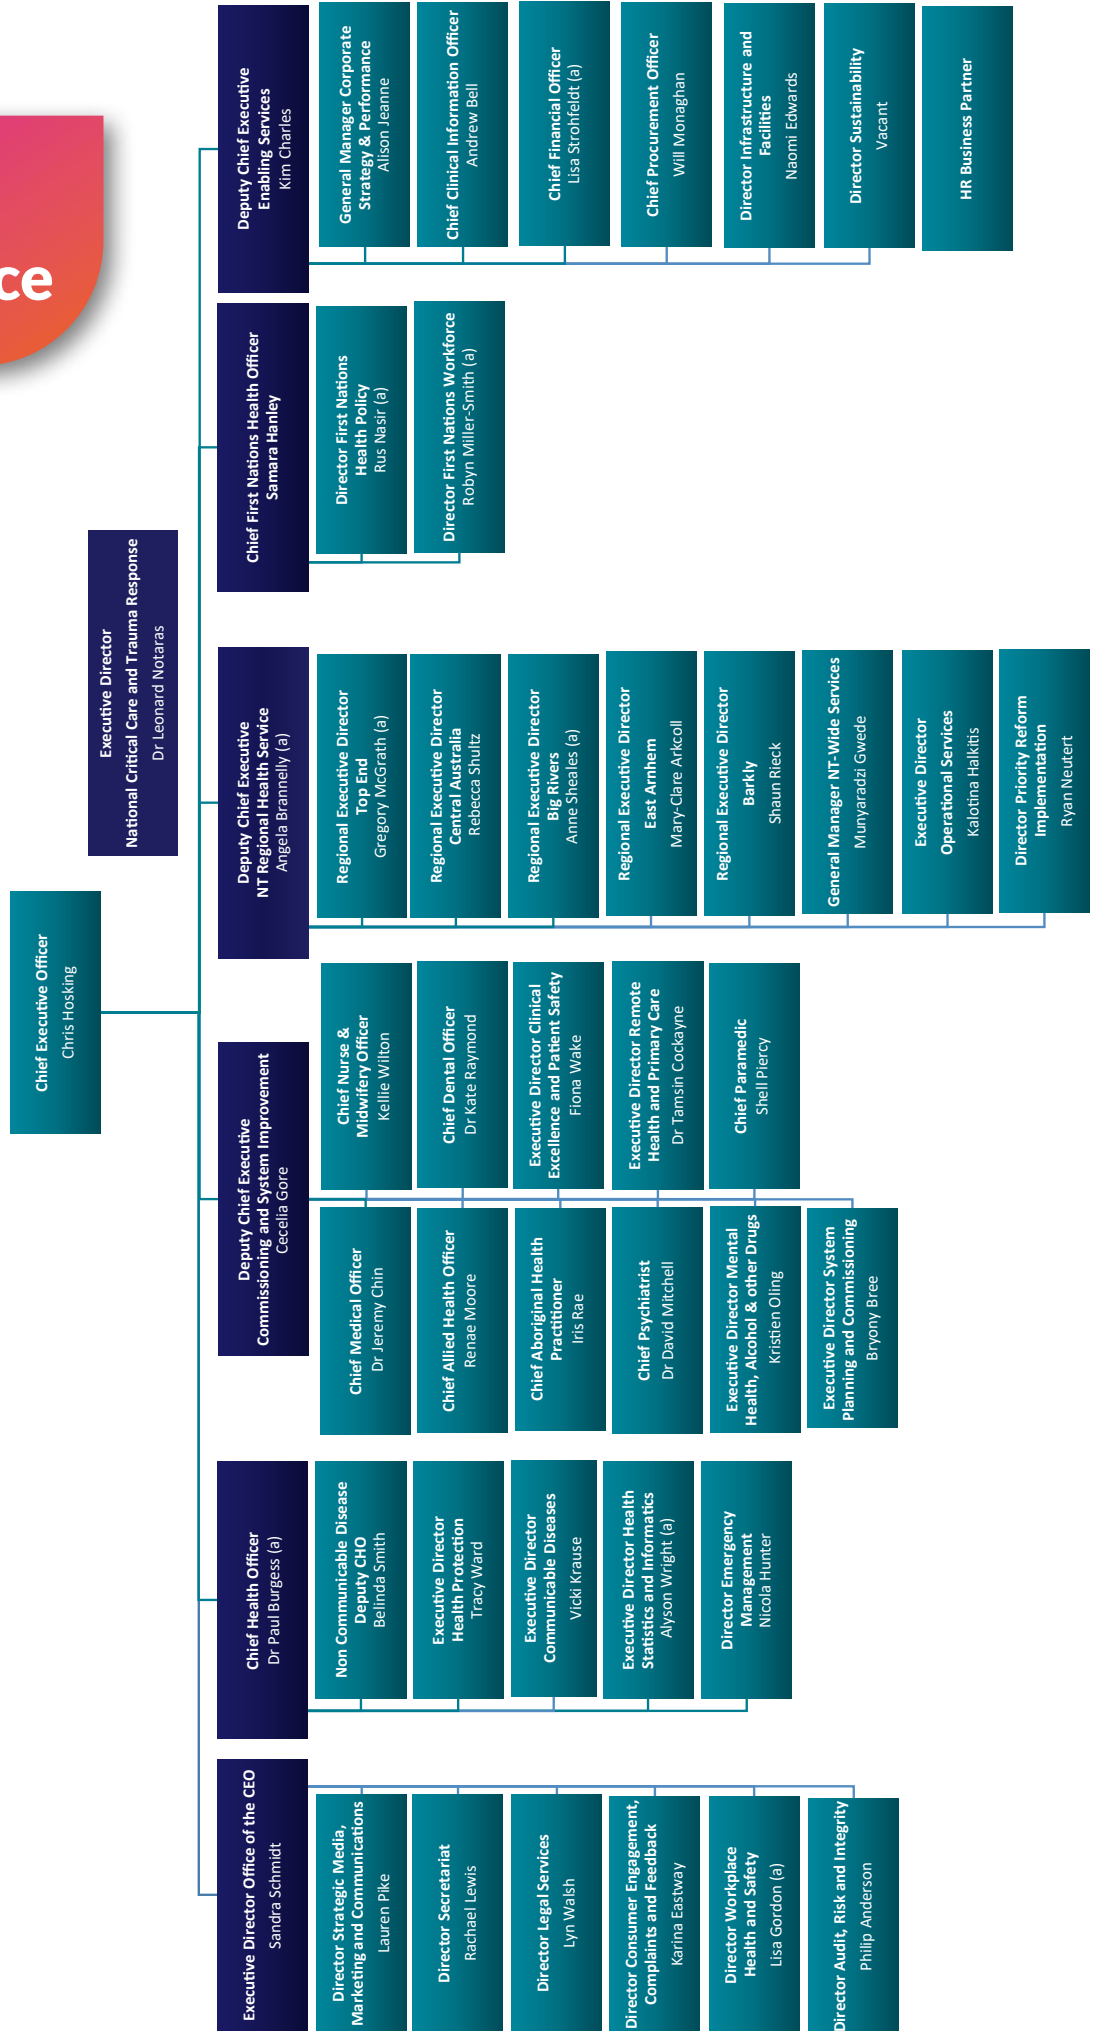 ce
Chief Executive Officer
Chris Hosking
Executive Director
National Critical Care and Trauma Response
Dr Leonard Notaras
Executive Director Office of the CEO
Sandra Schmidt
Director Strategic Media,
Marketing and Communications
Lauren Pike
Director Secretariat
Rachael Lewis
Director Legal Services
Lyn Walsh
Director Consumer Engagement,
Complaints and Feedback
Karina Eastway
Director Workplace
Health and Safety
Lisa Gordon (a)
Director Audit, Risk and Integrity
Philip Anderson
Chief Health Officer
Dr Paul Burgess (a)
Non Communicable Disease
Deputy CHO
Belinda Smith
Executive Director
Health Protection
Tracy Ward
Executive Director
Communicable Diseases
Vicki Krause
Executive Director Health
Statistics and Informatics
Alyson Wright (a)
Director Emergency
Management
Nicola Hunter
Deputy Chief Executive
Commissioning and System Improvement
Cecelia Gore
Chief Medical Officer
Dr Jeremy Chin
Chief Allied Health Officer
Renae Moore
Chief Aboriginal Health
Practitioner
Iris Rae
Chief Psychiatrist
Dr David Mitchell
Executive Director Mental
Health, Alcohol & other Drugs
Kristien Oling
Executive Director System
Planning and Commissioning
Bryony Bree
Chief Nurse &
Midwifery Officer
Kellie Wilton
Chief Dental Officer
Dr Kate Raymond
Executive Director Clinical
Excellence and Patient Safety
Fiona Wake
Executive Director Remote
Health and Primary Care
Dr Tamsin Cockayne
Chief Paramedic
Shell Piercy
Deputy Chief Executive
NT Regional Health Service
Angela Brannelly (a)
Regional Executive Director
Top End
Gregory McGrath (a)
Regional Executive Director
Central Australia
Rebecca Shultz
Regional Executive Director
Big Rivers
Anne Sheales (a)
Regional Executive Director
East Arnhem
Mary-Clare Arkcoll
Regional Executive Director
Barkly
Shaun Rieck
General Manager NT-Wide Services
Munyaradzi Gwede
Executive Director
Operational Services
Kalotina Halkitis
Director Priority Reform
Implementation
Ryan Neutert
Chief First Nations Health Officer
Samara Hanley
Director First Nations
Health Policy
Rus Nasir (a)
Director First Nations Workforce
Robyn Miller-Smith (a)
Deputy Chief Executive
Enabling Services
Kim Charles
General Manager Corporate
Strategy & Performance
Alison Jeanne
Chief Clinical Information Officer
Andrew Bell
Chief Financial Officer
Lisa Strohfeldt (a)
Chief Procurement Officer
Will Monaghan
Director Infrastructure and
Facilities
Naomi Edwards
Director Sustainability
Vacant
HR Business Partner